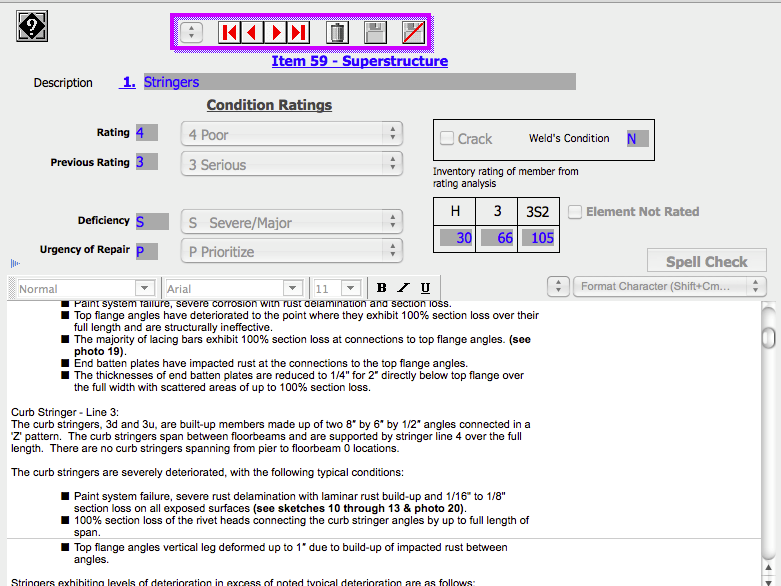 ?
Item 59 - Superstructure
Description 1. Stringers
Condition Ratings
Rating 4 4 Poor
Crack Weld's Condition N
Previous Rating 3 3 Serious
Inventory rating of member from
rating analysis
H 3 3S2
Deficiency S S Severe/Major
Element Not Rated
30 66 105
Urgency of Repair P P Prioritize
Spell Check
Normal Arial 11 B I U Format Character (Shift+Cm...
■ Paint system failure, severe corrosion with rust delamination and section loss.
■ Top flange angles have deteriorated to the point where they exhibit 100% section loss over their
full length and are structurally ineffective.
■ The majority of lacing bars exhibit 100% section loss at connections to top flange angles. (see
photo 19).
■ End batten plates have impacted rust at the connections to the top flange angles.
■ The thicknesses of end batten plates are reduced to 1/4" for 2″ directly below top flange over
the full width with scattered areas of up to 100% section loss.
Curb Stringer - Line 3:
The curb stringers, 3d and 3u, are built-up members made up of two 8″ by 6″ by 1/2″ angles connected in a
'Z' pattern. The curb stringers span between floorbeams and are supported by stringer line 4 over the full
length. There are no curb stringers spanning from pier to floorbeam 0 locations.
The curb stringers are severely deteriorated, with the following typical conditions:
■ Paint system failure, severe rust delamination with laminar rust build-up and 1/16" to 1/8"
section loss on all exposed surfaces (see sketches 10 through 13 & photo 20).
■ 100% section loss of the rivet heads connecting the curb stringer angles by up to full length of
span.
■ Top flange angles vertical leg deformed up to 1″ due to build-up of impacted rust between
angles.
Stringers exhibiting levels of deterioration in excess of noted typical deterioration are as follows: